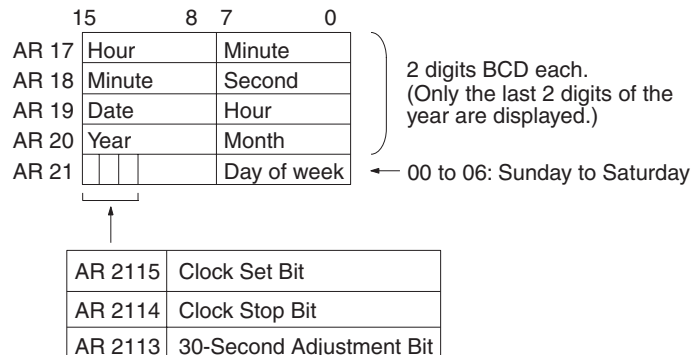 15 8 7 0
AR 17 Hour Minute
AR 18 Minute Second
AR 19 Date Hour
AR 20 Year Month
AR 21 Day of week
2 digits BCD each.
(Only the last 2 digits of the
year are displayed.)
00 to 06: Sunday to Saturday
AR 2115 Clock Set Bit
AR 2114 Clock Stop Bit
AR 2113 30-Second Adjustment Bit